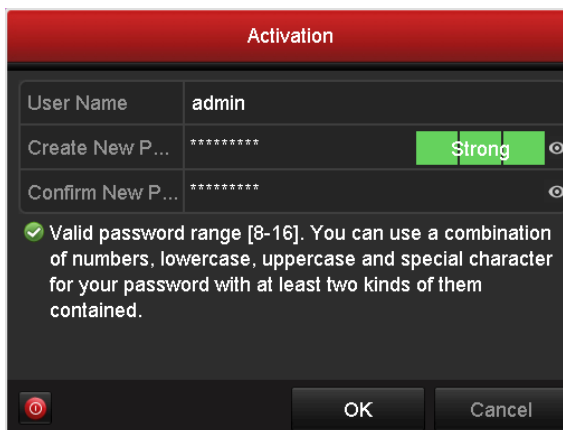 Activation
User Name admin
Create New P... ********* Strong
Confirm New P... *********
Valid password range [8-16]. You can use a combination
of numbers, lowercase, uppercase and special character
for your password with at least two kinds of them
contained.
OK Cancel